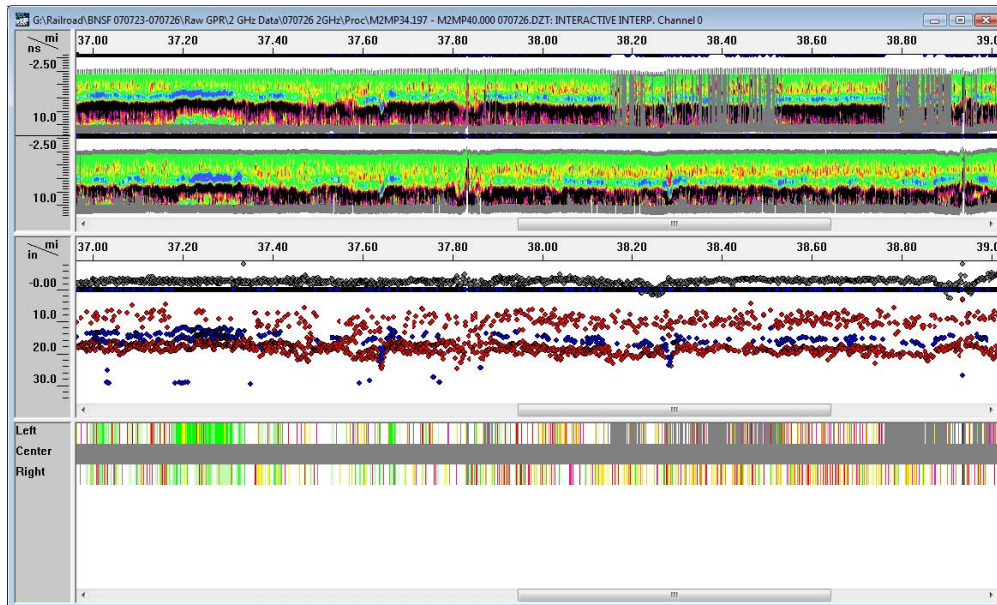 G:\Railroad\BNSF 070723-070726\Raw GPR\2 GHz Data\070726 2GHz\Proc\M2MP34.197 - M2MP40.000 070726.DZT: INTERACTIVE INTERP. Channel 0
mi 37.00 37.20 37.40 37.60 37.80 38.00 38.20 38.40 38.60 38.80 39.0
ns
-2.50
10.0
-2.50
10.0
mi 37.00 37.20 37.40 37.60 37.80 38.00 38.20 38.40 38.60 38.80 39.0
in
-0.00
10.0
20.0
30.0
Left
Center
Right